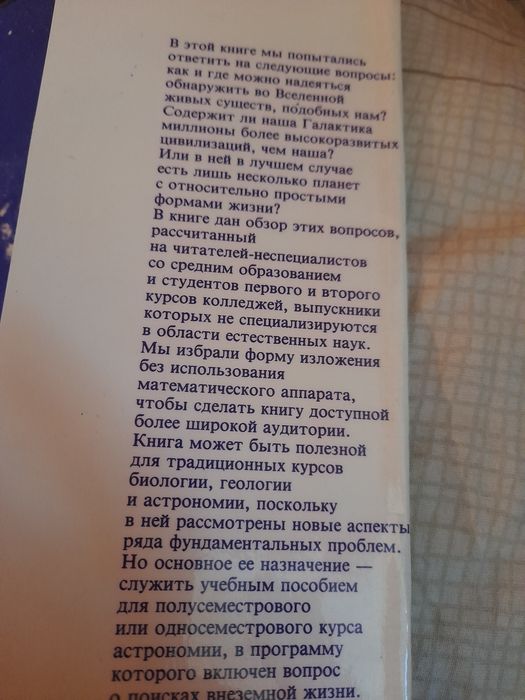 В этой книге мы попытались
ответить на следующие вопросы:
как и где можно надеяться
обнаружить во Вселенной
живых существ, подобных нам?
Содержит ли наша Галактика
миллионы более высокоразвитых
цивилизаций, чем наша?
Или в ней в лучшем случае
есть лишь несколько планет
с относительно простыми
формами жизни?
В книге дан обзор этих вопросов,
рассчитанный
на читателей-неспециалистов
со средним образованием
и студентов первого и второго
курсов колледжей, выпускники
которых не специализируются
в области естественных наук.
Мы избрали форму изложения
без использования
математического аппарата,
чтобы сделать книгу доступной
более широкой аудитории.
Книга может быть полезной
для традиционных курсов
биологии, геологии
и астрономии, поскольку
в ней рассмотрены новые аспекты
ряда фундаментальных проблем.
Но основное ее назначение —
служить учебным пособием
для полусеместрового
или односеместрового курса
астрономии, в программу
которого включен вопрос
о поисках внеземной жизни.